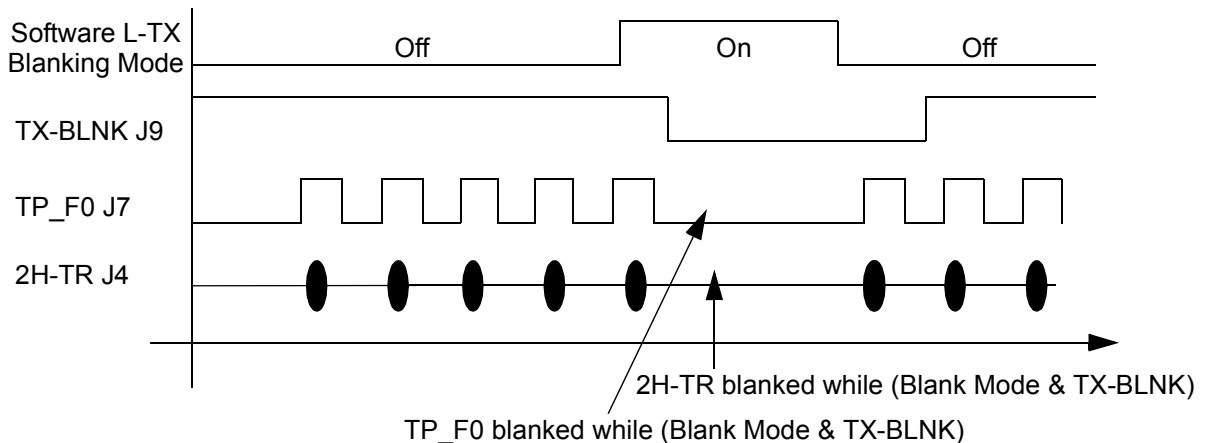 Software L-TX
Blanking Mode
Off
On
Off
TX-BLNK J9
TP_F0 J7
2H-TR J4
2H-TR blanked while (Blank Mode & TX-BLNK)
TP_F0 blanked while (Blank Mode & TX-BLNK)